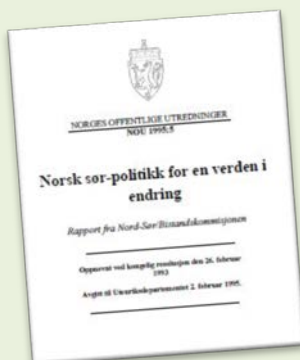 NORGES OFFENTLIGE UTREDNINGER
NOU 1995:5
Norsk sør-politikk for en verden i
endring
Rapport fra Nord-Sør/Bistandskommisjonen
Oppnevnt ved kongelig resolusjon den 26. februar
1993
Avgitt til Utenriksdepartementet 2. februar 1995.